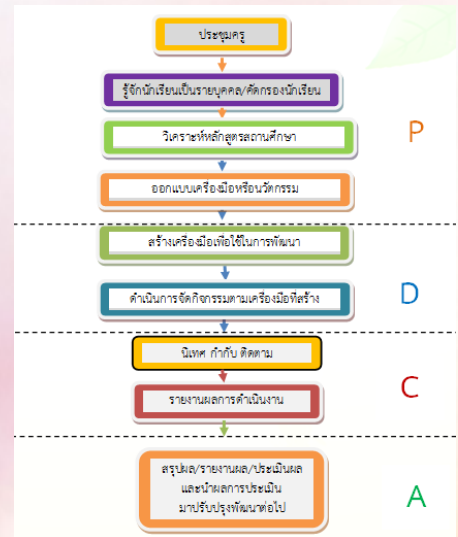 ประชุมครู
รู้จักนักเรียนเป็นรายบุคคล/คัดกรองนักเรียน
วิเคราะห์หลักสูตรสถานศึกษา
P
ออกแบบเครื่องมือหรือนวัตกรรม
สร้างเครื่องมือเพื่อใช้ในการพัฒนา
D
ดำเนินการจัดกิจกรรมตามเครื่องมือที่สร้าง
นิเทศ กำกับ ติดตาม
C
รายงานผลการดำเนินงาน
สรุปผล/รายงานผล/ประเมินผล
และนำผลการประเมิน
A
มาปรับปรุงพัฒนาต่อไป